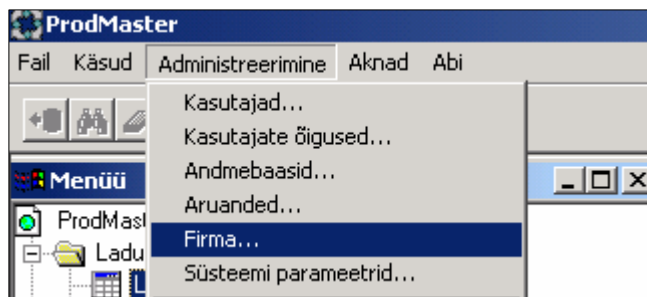 ProdMaster
Fail Käsud Administreerimine Aknad Abi
Kasutajad...
Kasutajate õigused...
Andmebaasid...
Aruanded...
Firma...
Süsteemi parameetrid...
Menüü
ProdMast
Ladu
L